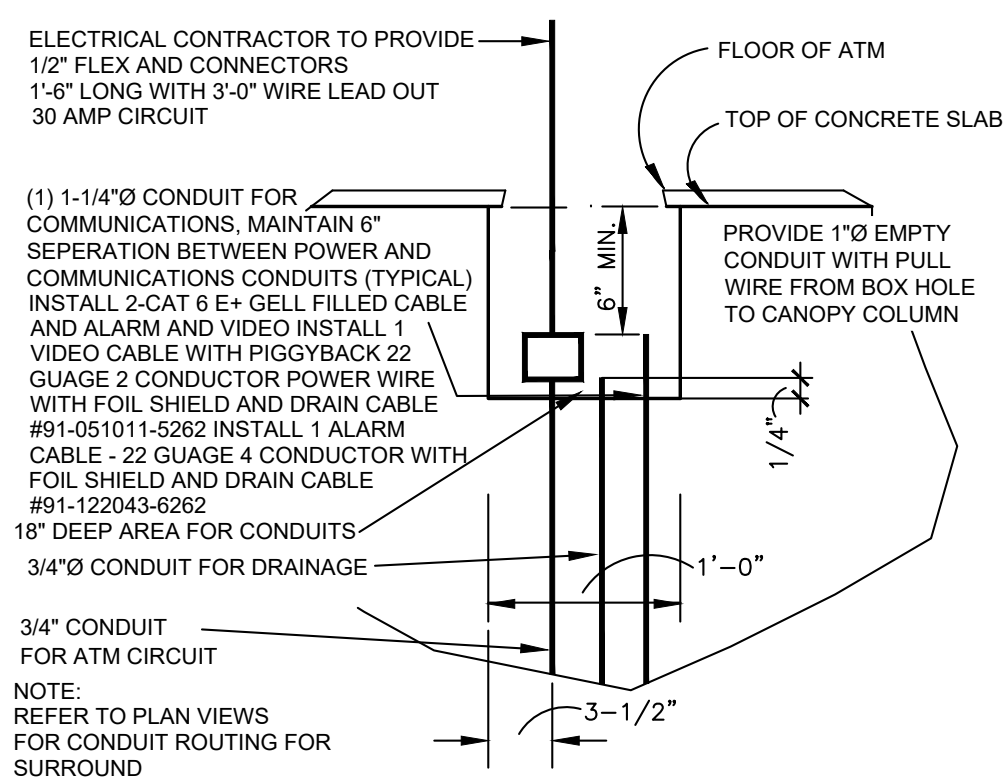 ELECTRICAL CONTRACTOR TO PROVIDE
1/2" FLEX AND CONNECTORS
1'-6" LONG WITH 3'-0" WIRE LEAD OUT
30 AMP CIRCUIT
FLOOR OF ATM
TOP OF CONCRETE SLAB
(1) 1-1/4"Ø CONDUIT FOR
COMMUNICATIONS, MAINTAIN 6"
SEPERATION BETWEEN POWER AND
COMMUNICATIONS CONDUITS (TYPICAL)
INSTALL 2-CAT 6 E+ GELL FILLED CABLE
AND ALARM AND VIDEO INSTALL 1
VIDEO CABLE WITH PIGGYBACK 22
GUAGE 2 CONDUCTOR POWER WIRE
WITH FOIL SHIELD AND DRAIN CABLE
#91-051011-5262 INSTALL 1 ALARM
CABLE - 22 GUAGE 4 CONDUCTOR WITH
FOIL SHIELD AND DRAIN CABLE
#91-122043-6262
6" MIN.
PROVIDE 1"Ø EMPTY
CONDUIT WITH PULL
WIRE FROM BOX HOLE
TO CANOPY COLUMN
1/4"
18" DEEP AREA FOR CONDUITS
3/4"Ø CONDUIT FOR DRAINAGE
1'-0"
3/4" CONDUIT
FOR ATM CIRCUIT
NOTE:
REFER TO PLAN VIEWS
FOR CONDUIT ROUTING FOR
SURROUND
3-1/2"